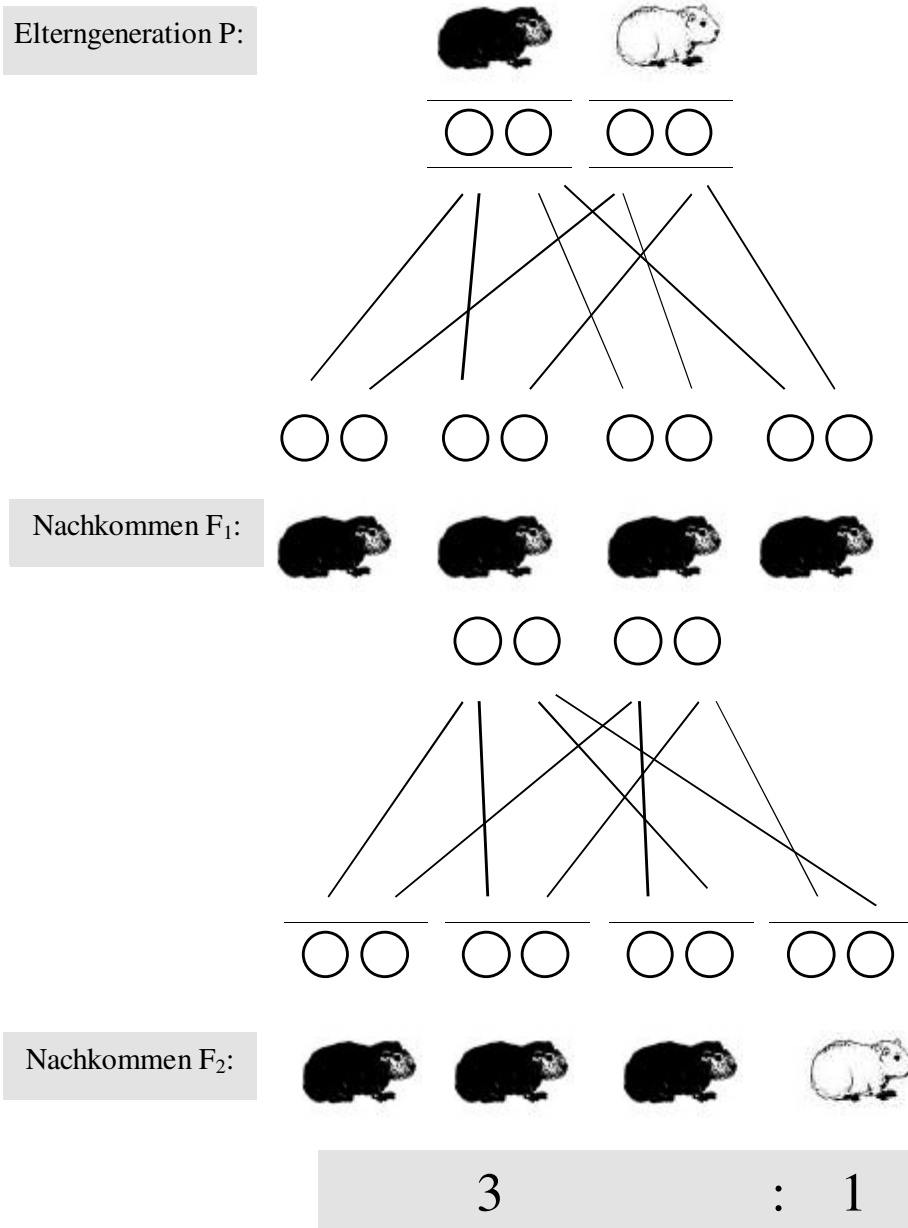 Elterngeneration P:
Nachkommen F₁:
Nachkommen F₂:
3 : 1